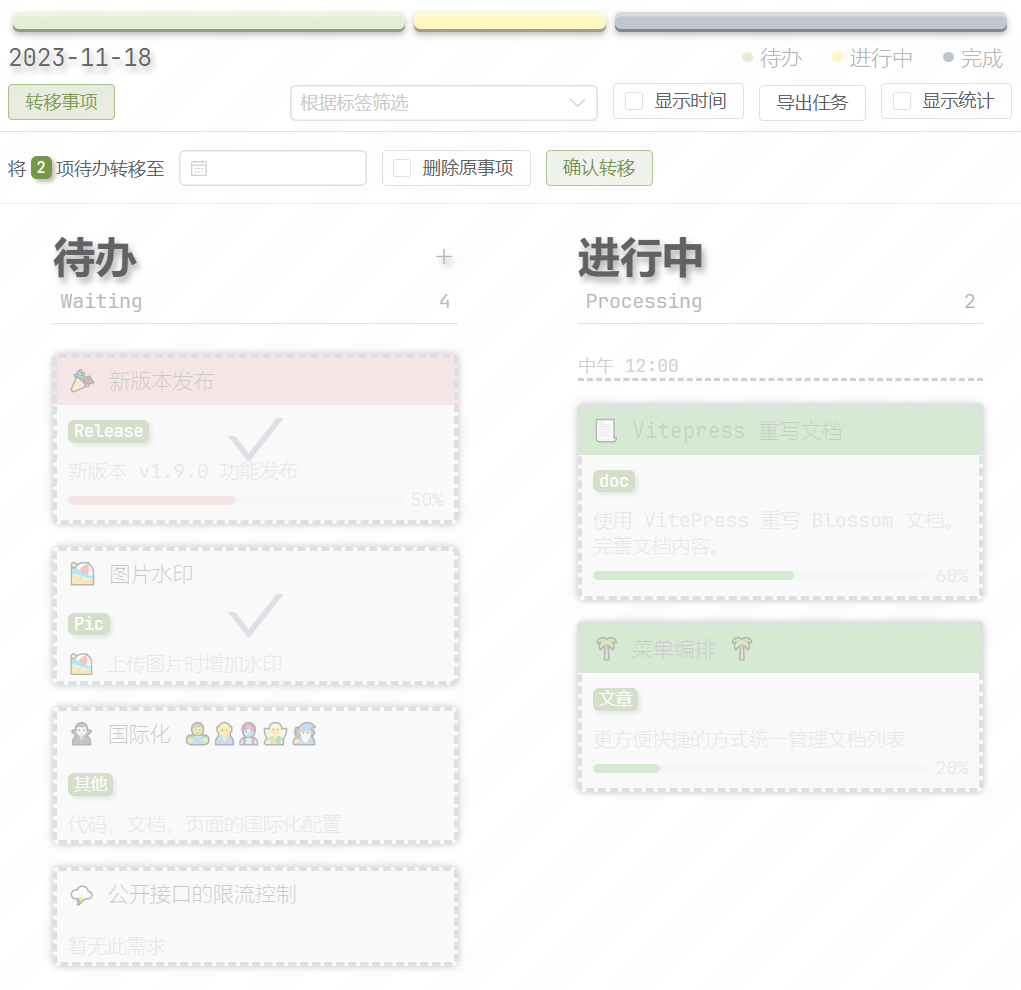 2023-11-18
待办 进行中 完成
转移事项 根据标签筛选 显示时间 导出任务 显示统计
将 2 项待办转移至 删除原事项 确认转移
待办 +
Waiting 4
新版本发布
Release
新版本 v1.9.0 功能发布
50%
图片水印
Pic
上传图片时增加水印
国际化
其他
代码，文档，页面的国际化配置
公开接口的限流控制
暂无此需求
进行中
Processing 2
中午 12:00
Vitepress 重写文档
doc
使用 VitePress 重写 Blossom 文档。
完善文档内容。
60%
菜单编排
文章
更方便快捷的方式统一管理文档列表
20%